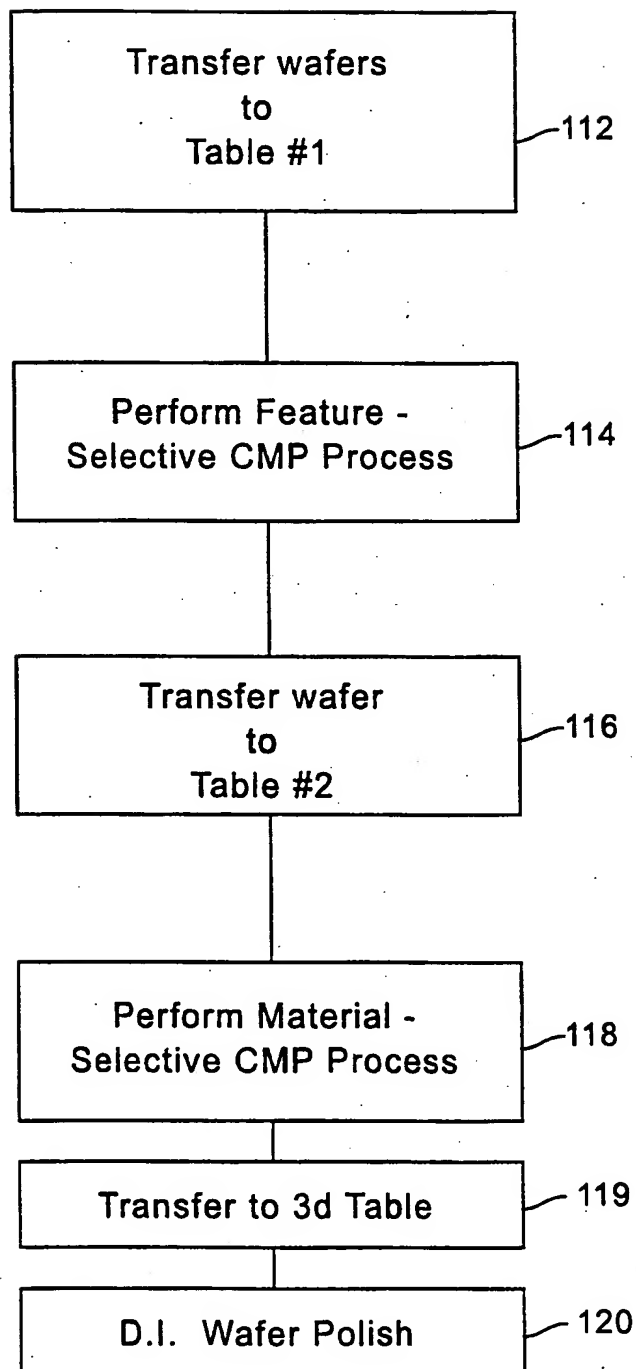 Transfer wafers
to
Table #1
112
Perform Feature -
Selective CMP Process
114
Transfer wafer
to
Table #2
116
Perform Material -
Selective CMP Process
118
Transfer to 3d Table
119
D.I. Wafer Polish
120